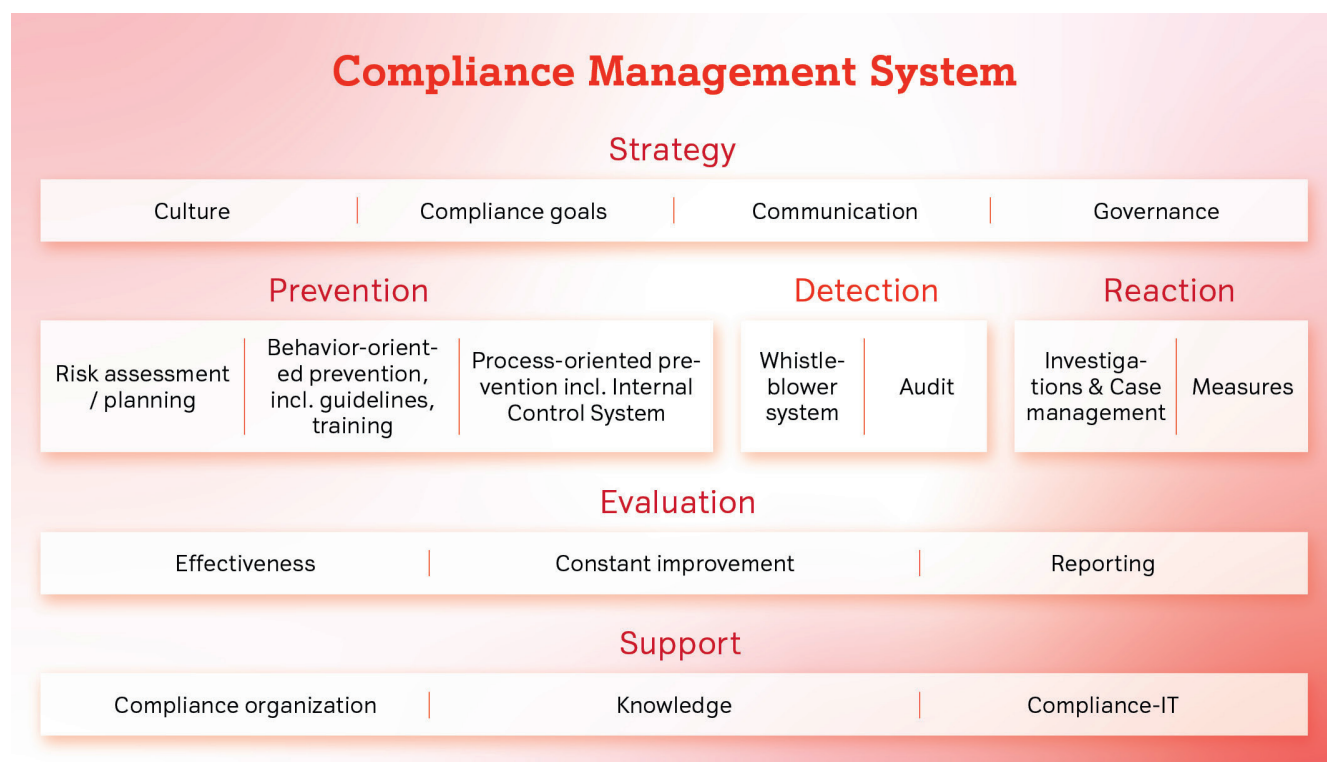 Compliance Management System
Strategy
Culture
Compliance goals
Communication
Governance
Prevention
Risk assessment
/ planning
Behavior-orient-
ed prevention,
incl. guidelines,
training
Process-oriented pre-
vention incl. Internal
Control System
Detection
Whistle-
blower
system
Audit
Reaction
Investiga-
tions & Case
management
Measures
Evaluation
Effectiveness
Constant improvement
Reporting
Support
Compliance organization
Knowledge
Compliance-IT